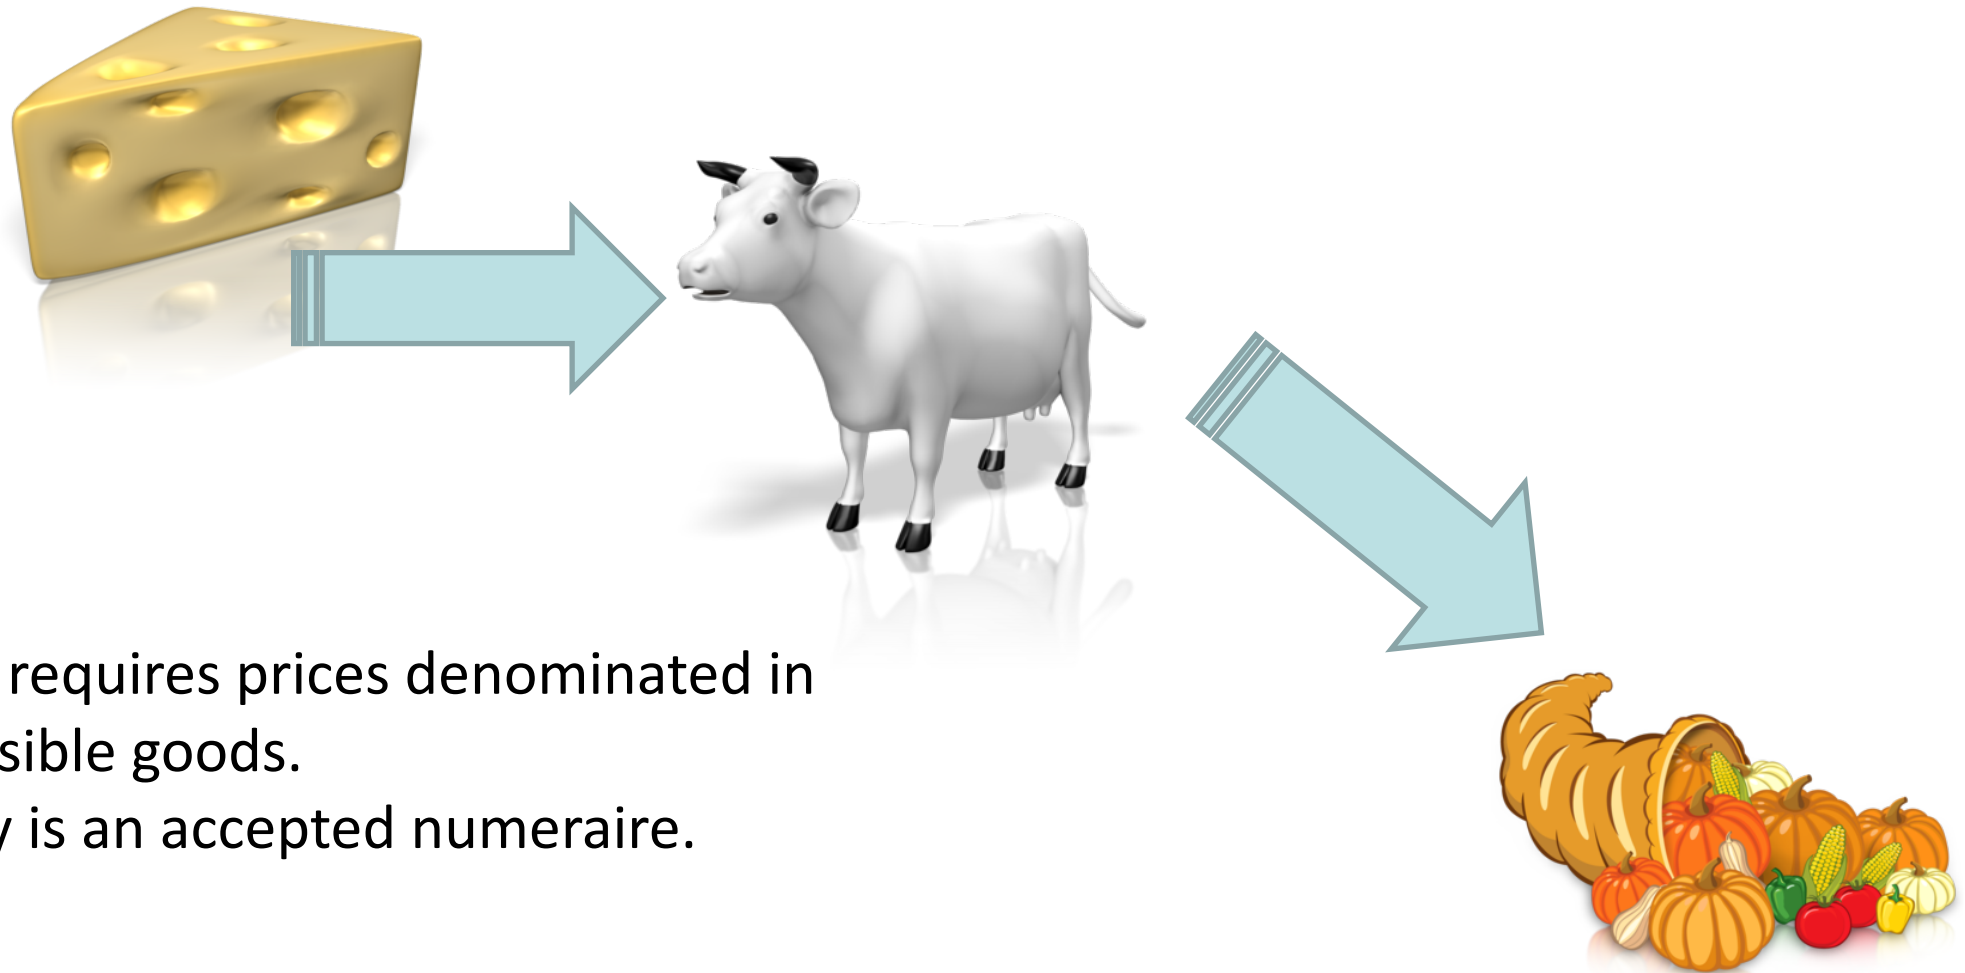 requires prices denominated in
sible goods.
y is an accepted numeraire.